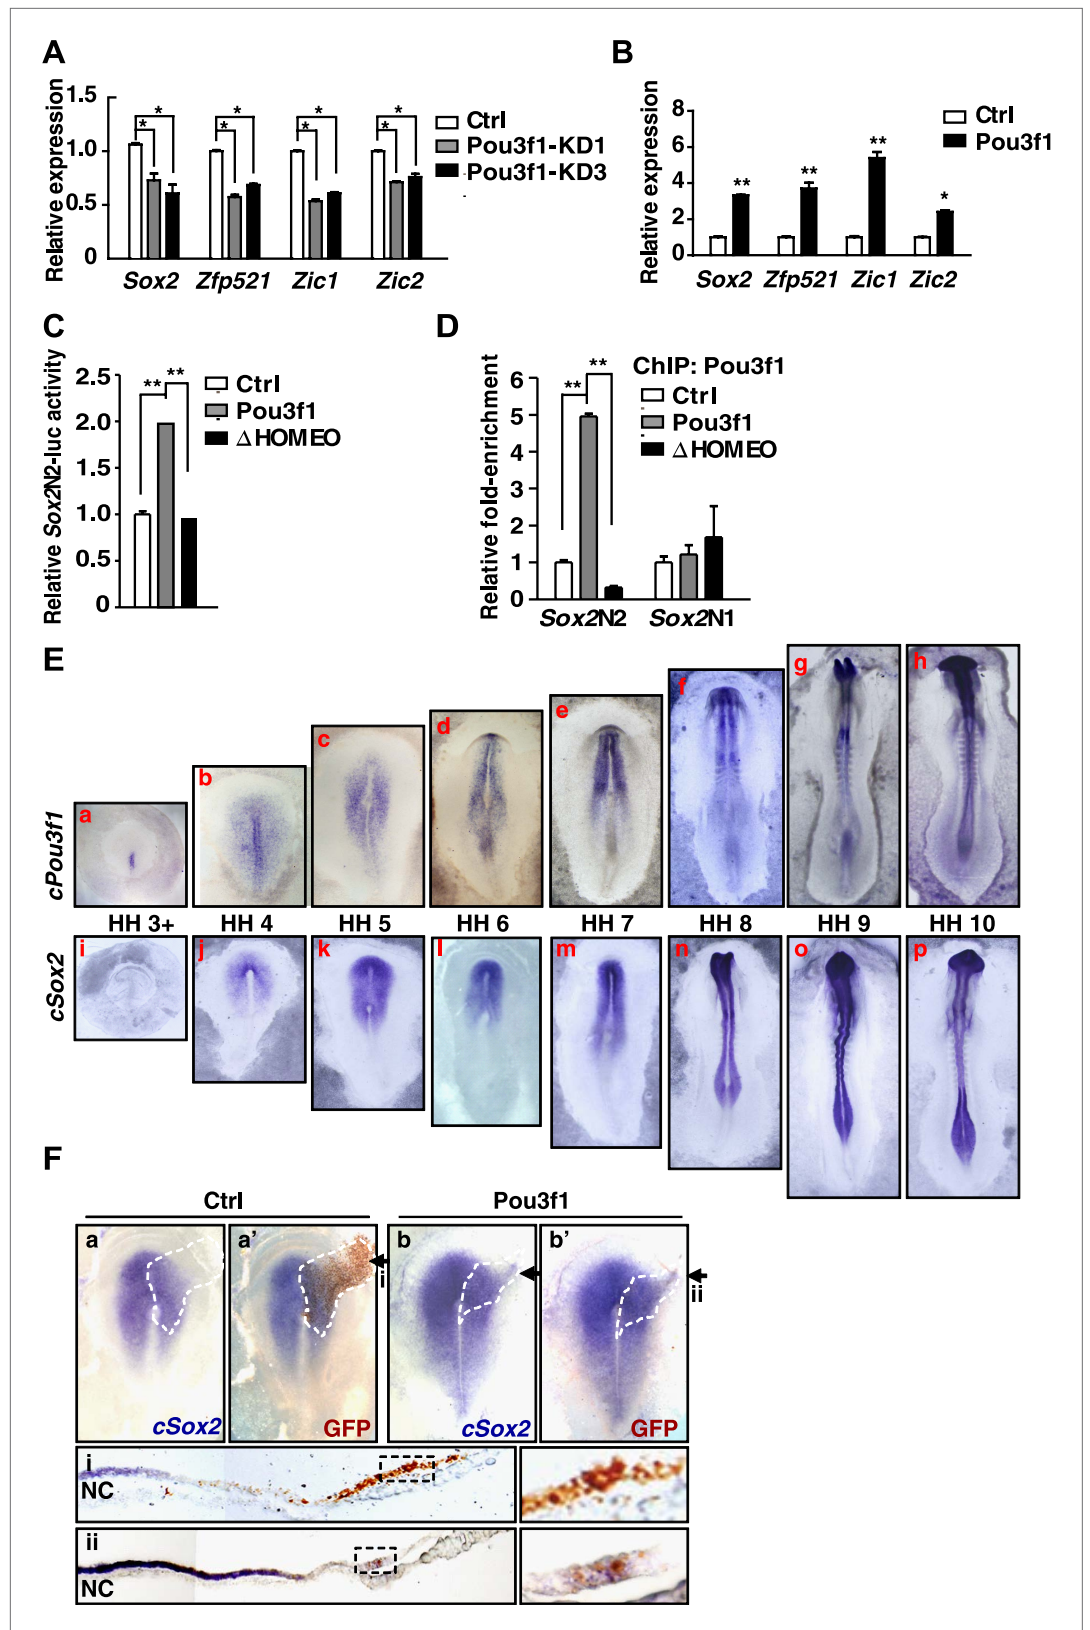 A
Relative expression
1.5
1.0
0.5
0
* * * * * * * *
Ctrl
Pou3f1-KD1
Pou3f1-KD3
Sox2 Zfp521 Zic1 Zic2
B
Relative expression
8
6
4
2
0
** ** ** *
Ctrl
Pou3f1
Sox2 Zfp521 Zic1 Zic2
C
Relative Sox2N2-luc activity
2.5
2.0
1.5
1.0
0.5
0
** **
Ctrl
Pou3f1
ΔHOMEO
D
Relative fold-enrichment
6
5
4
3
2
1
0
** **
ChIP: Pou3f1
Ctrl
Pou3f1
ΔHOMEO
Sox2N2 Sox2N1
E
cPou3f1
a b c d e f g h
HH 3+ HH 4 HH 5 HH 6 HH 7 HH 8 HH 9 HH 10
cSox2
i j k l m n o p
F
Ctrl Pou3f1
a a' b b'
i ii
cSox2 GFP cSox2 GFP
i
NC
ii
NC